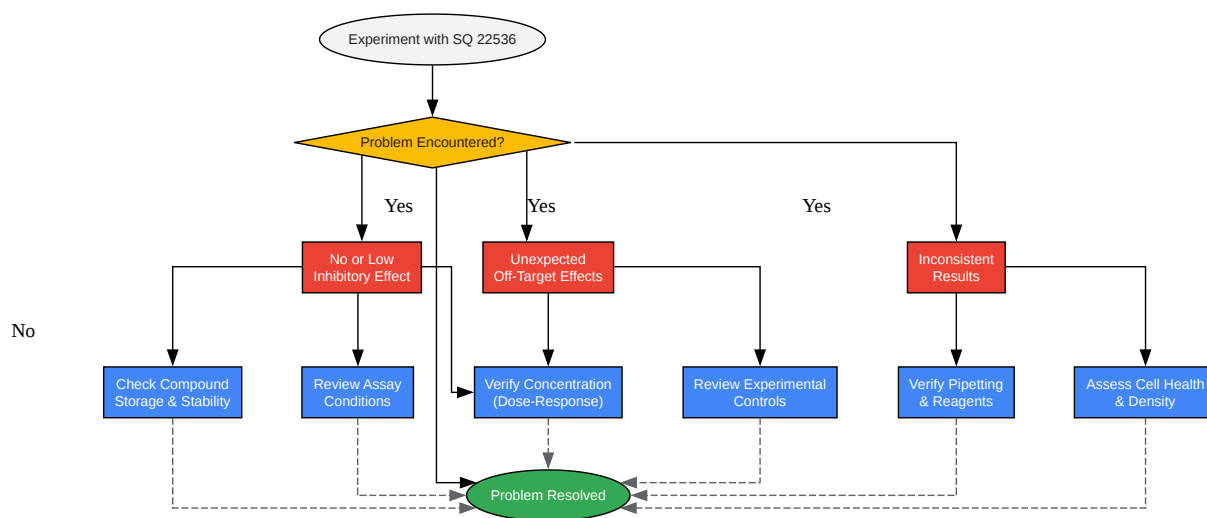 Experiment with SQ 22536
Problem Encountered?
Yes
Yes
Yes
No or Low
Inhibitory Effect
Unexpected
Off-Target Effects
Inconsistent
Results
No
Check Compound
Storage & Stability
Review Assay
Conditions
Verify Concentration
(Dose-Response)
Review Experimental
Controls
Verify Pipetting
& Reagents
Assess Cell Health
& Density
Problem Resolved